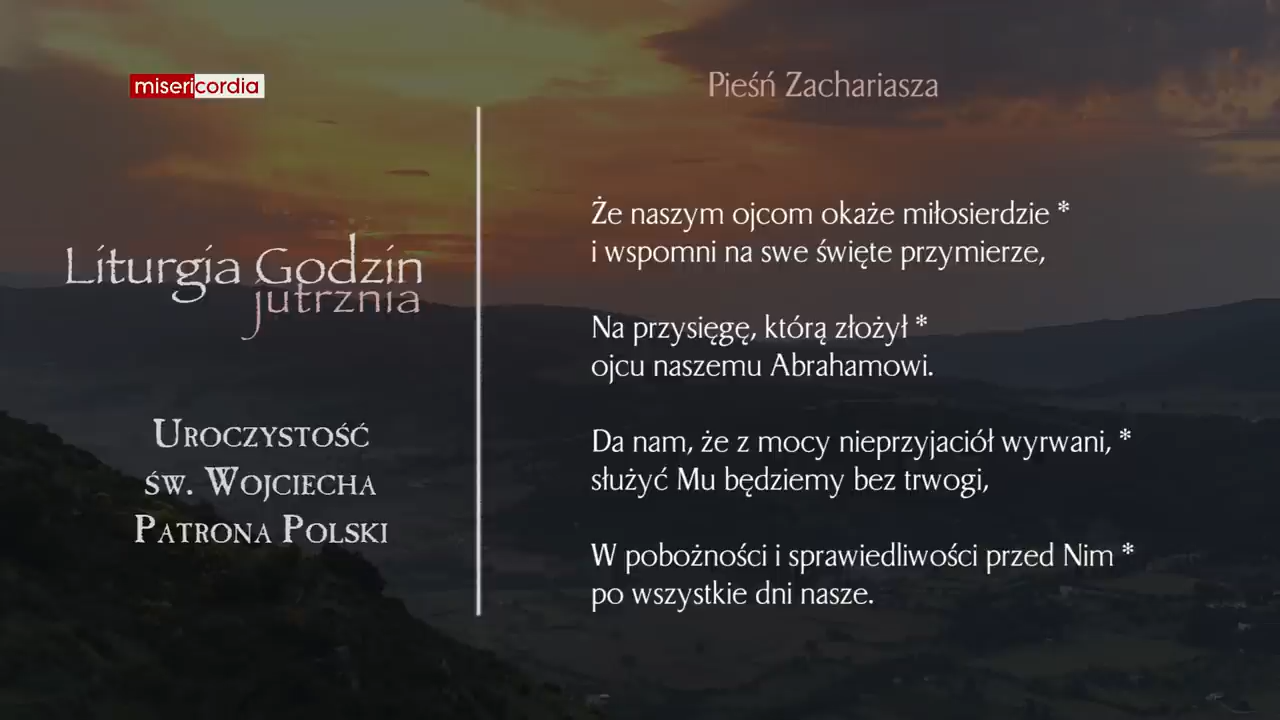 misericordia
Liturgia Godzin
jutrznia
Uroczystość
św. Wojciecha
Patrona Polski
Pieśń Zachariasza
Że naszym ojcom okaże miłosierdzie *
i wspomni na swe święte przymierze,
Na przysięgę, którą złożył *
ojcu naszemu Abrahamowi.
Da nam, że z mocy nieprzyjaciół wyrwani, *
służyć Mu będziemy bez trwogi,
W pobożności i sprawiedliwości przed Nim *
po wszystkie dni nasze.